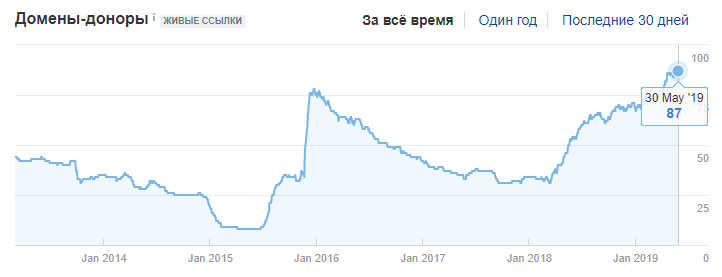 Домены-доноры i ЖИВЫЕ ССЫЛКИ За всё время Один год Последние 30 дней
100
30 May '19
87
50
25
Jan 2014 Jan 2015 Jan 2016 Jan 2017 Jan 2018 Jan 2019 0